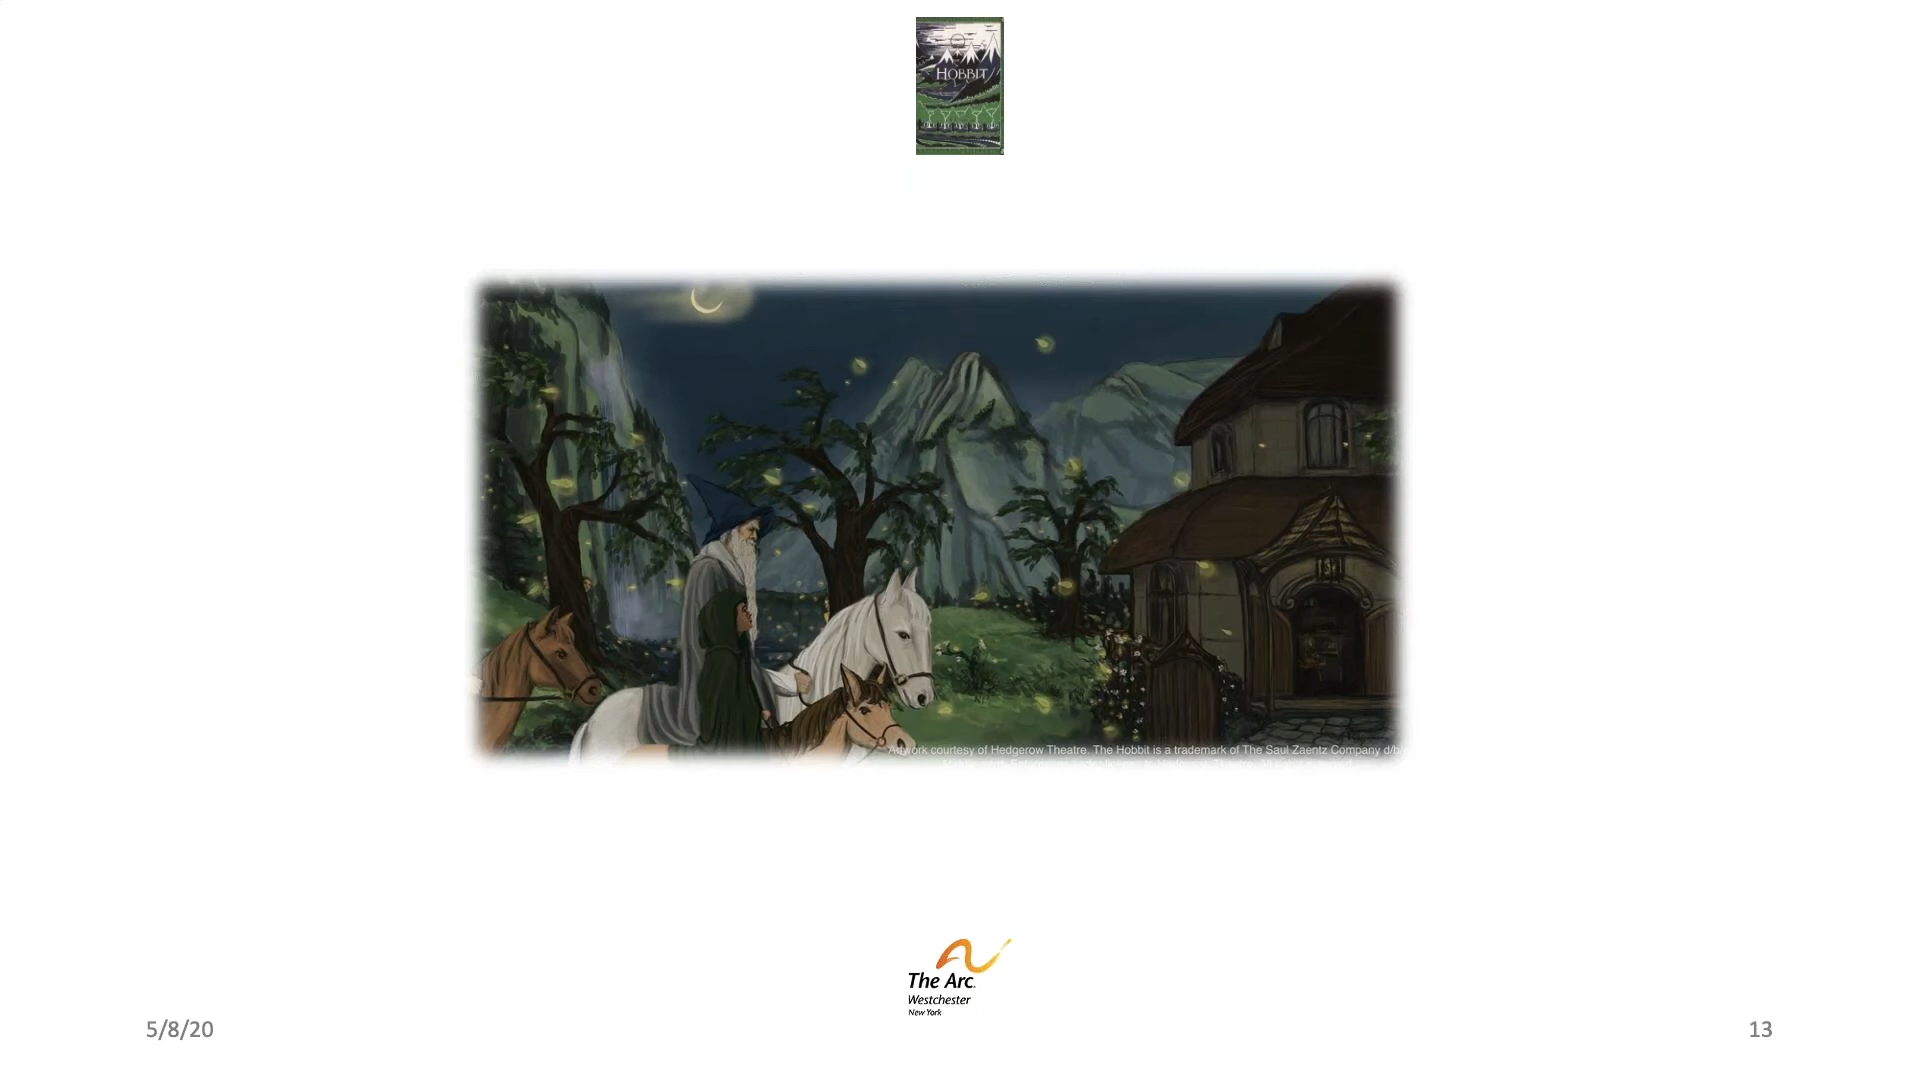 HOBBIT
Artwork courtesy of Hedgerow Theatre. The Hobbit is a trademark of The Saul Zaentz Company d/b/
The Arc
Westchester
New York
5/8/20
13